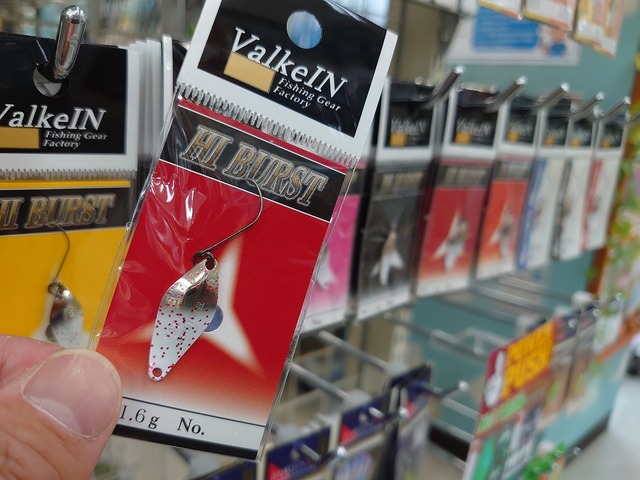 ValkeIN
Fishing Gear
Factory
HI BURST
1.6g No.
ValkeIN
Fishing Gear
Factory
HI BURST